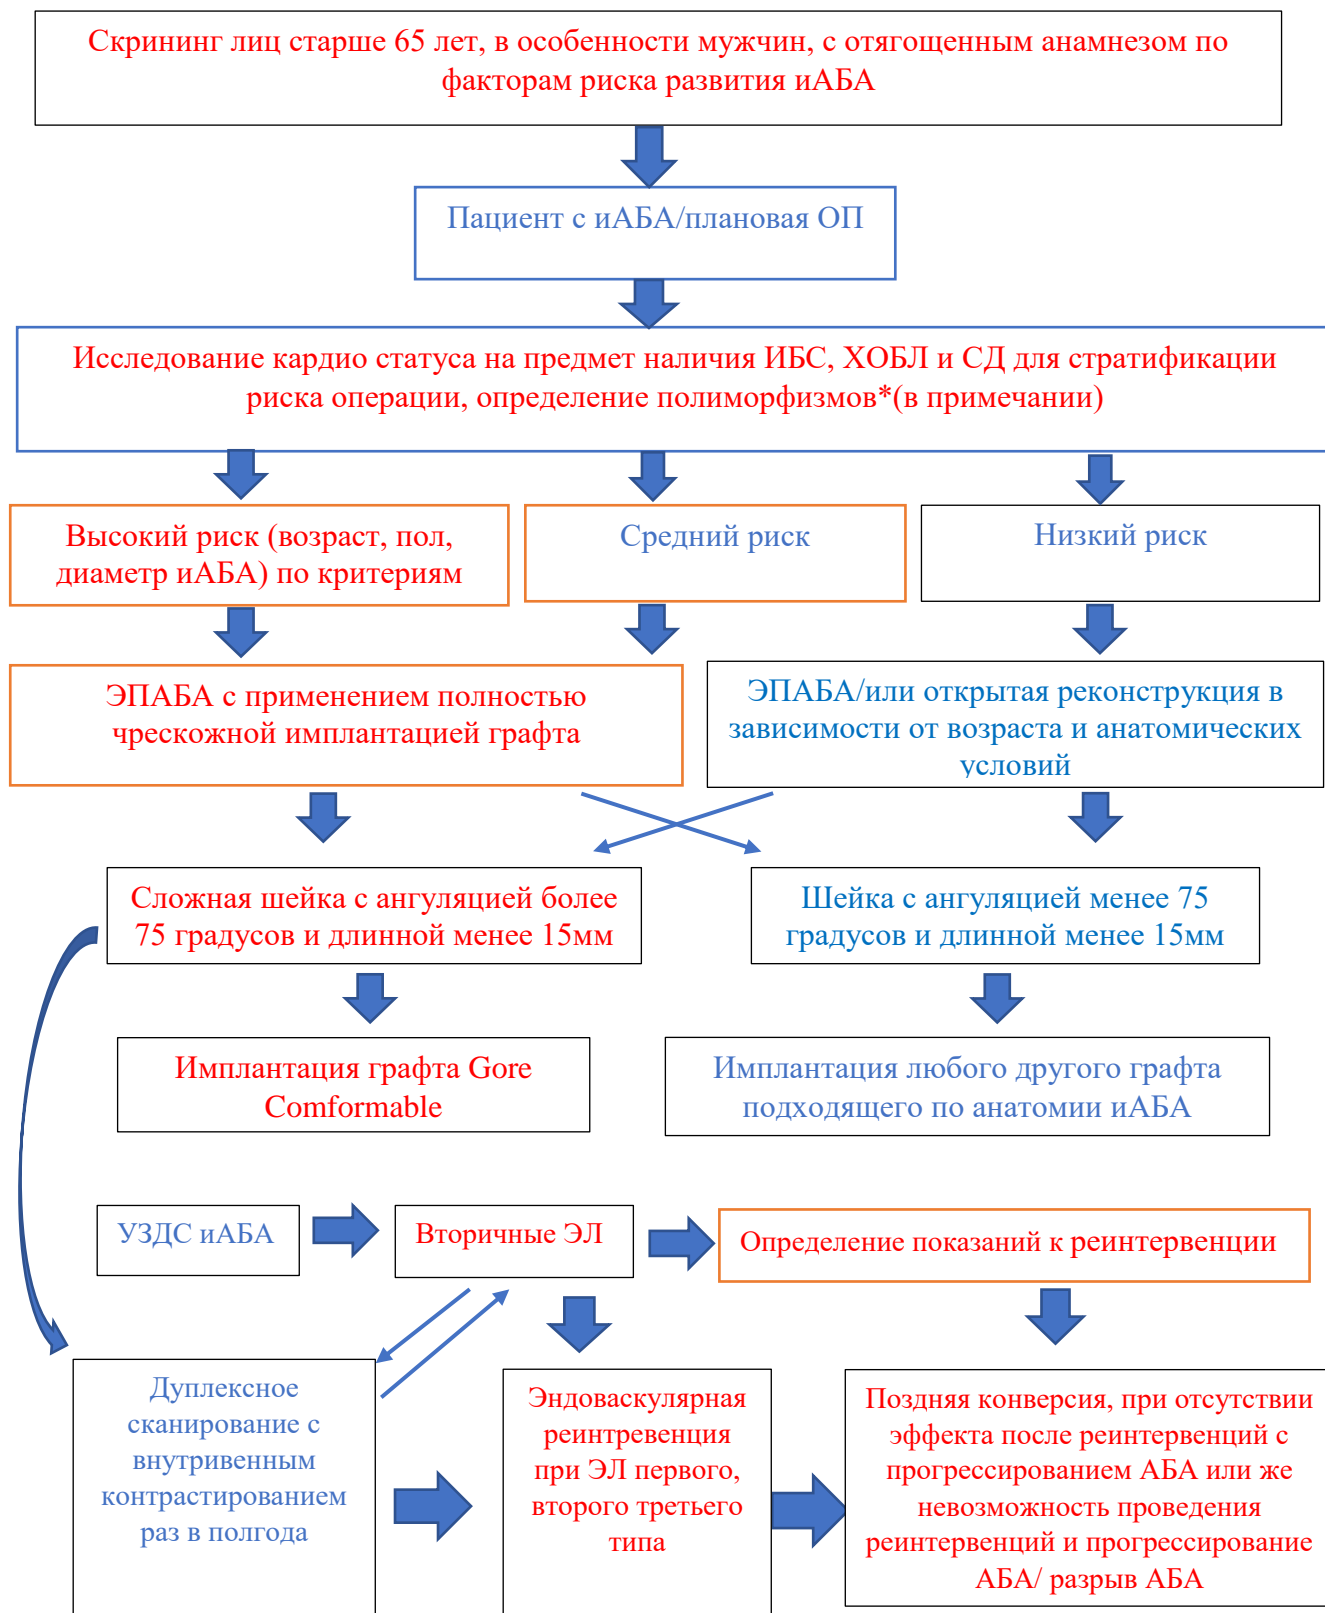 Скрининг лиц старше 65 лет, в особенности мужчин, с отягощенным анамнезом по
факторам риска развития иАБА
Пациент с иАБА/плановая ОП
Исследование кардио статуса на предмет наличия ИБС, ХОБЛ и СД для стратификации
риска операции, определение полиморфизмов*(в примечании)
Высокий риск (возраст, пол,
диаметр иАБА) по критериям
Средний риск
Низкий риск
ЭПАБА с применением полностью
чрескожной имплантацией графта
ЭПАБА/или открытая реконструкция в
зависимости от возраста и анатомических
условий
Сложная шейка с ангуляцией более
75 градусов и длинной менее 15мм
Шейка с ангуляцией менее 75
градусов и длинной менее 15мм
Имплантация графта Gore
Comformable
Имплантация любого другого графта
подходящего по анатомии иАБА
УЗДС иАБА
Вторичные ЭЛ
Определение показаний к реинтервенции
Дуплексное
сканирование с
внутривенным
контрастированием
раз в полгода
Эндоваскулярная
реинтревенция
при ЭЛ первого,
второго третьего
типа
Поздняя конверсия, при отсутствии
эффекта после реинтервенций с
прогрессированием АБА или же
невозможность проведения
реинтервенций и прогрессирование
АБА/ разрыв АБА